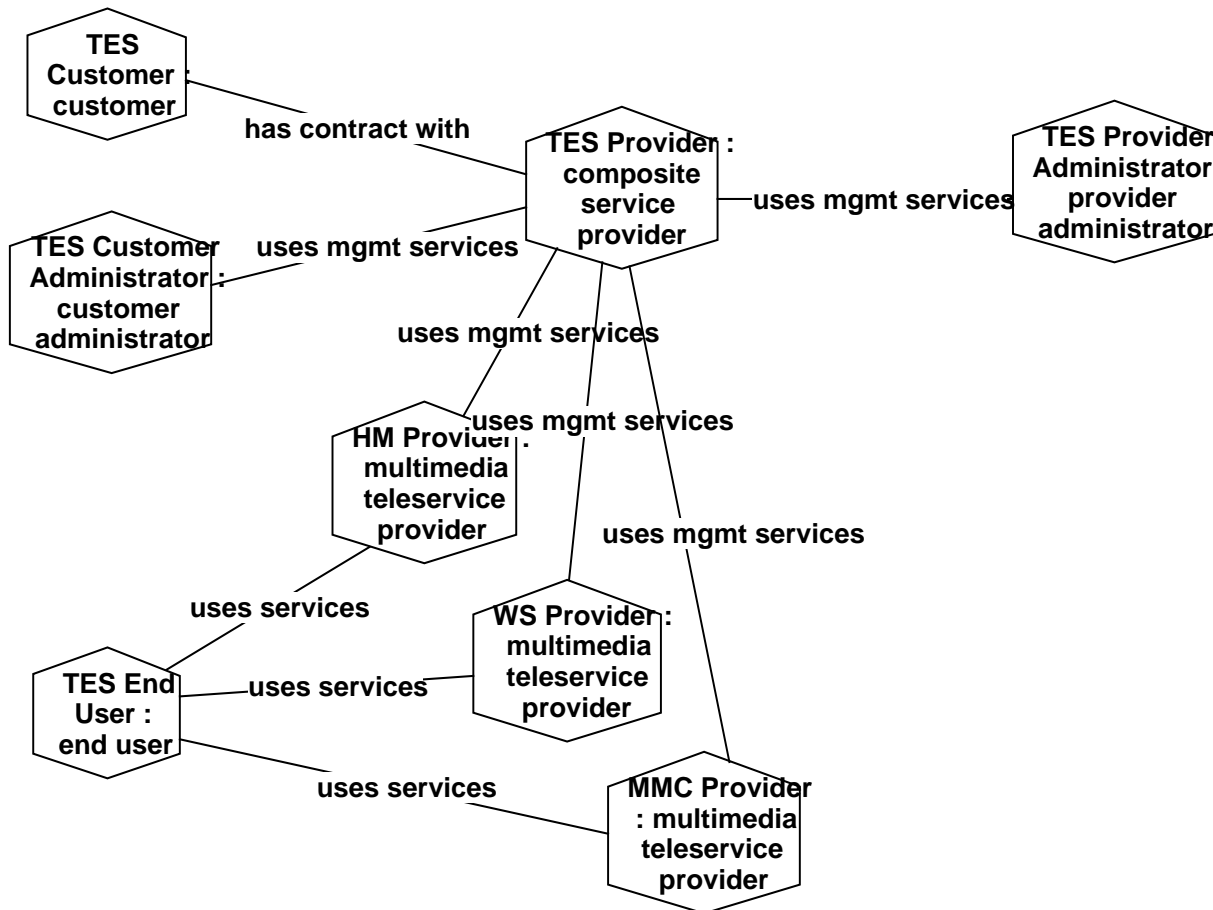 TES
Customer :
customer
has contract with
TES Provider :
composite
service
provider
TES Provider
Administrator
provider
administrator
uses mgmt services
TES Customer
Administrator :
customer
administrator
uses mgmt services
uses mgmt services
uses mgmt services
HM Provider :
multimedia
teleservice
provider
uses mgmt services
uses services
WS Provider :
multimedia
teleservice
provider
TES End
User :
end user
uses services
uses services
MMC Provider
: multimedia
teleservice
provider